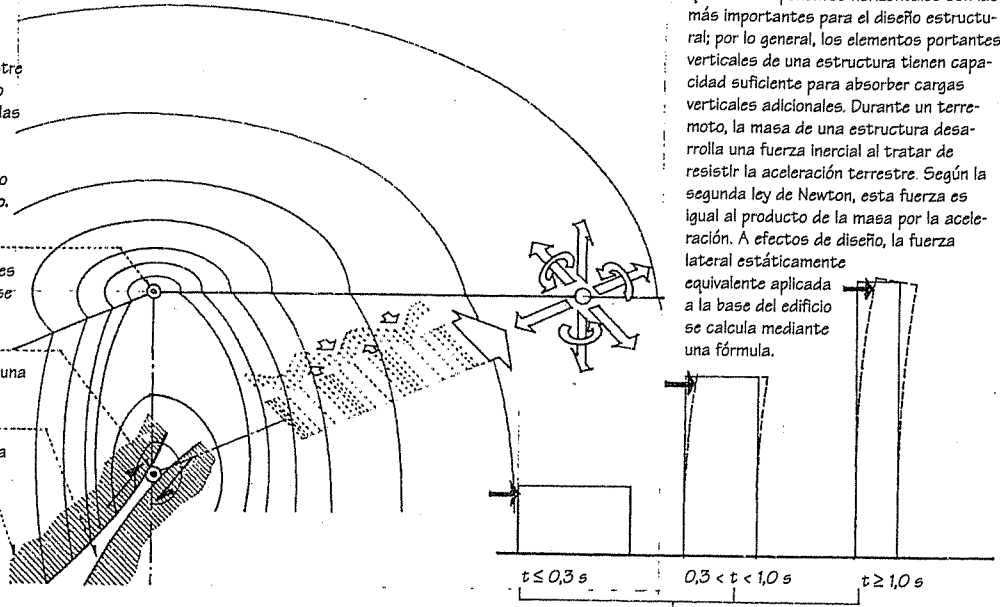 más importantes para el diseño estructu-
ral; por lo general, los elementos portantes
verticales de una estructura tienen capa-
cidad suficiente para absorber cargas
verticales adicionales. Durante un terre-
moto, la masa de una estructura desa-
rrolla una fuerza inercial al tratar de
resistir la aceleración terrestre. Según la
segunda ley de Newton, esta fuerza es
igual al producto de la masa por la acele-
ración. A efectos de diseño, la fuerza
lateral estáticamente
equivalente aplicada
a la base del edificio
se calcula mediante
una fórmula.
una
t ≤ 0,3 s
0,3 < t < 1,0 s
t ≥ 1,0 s